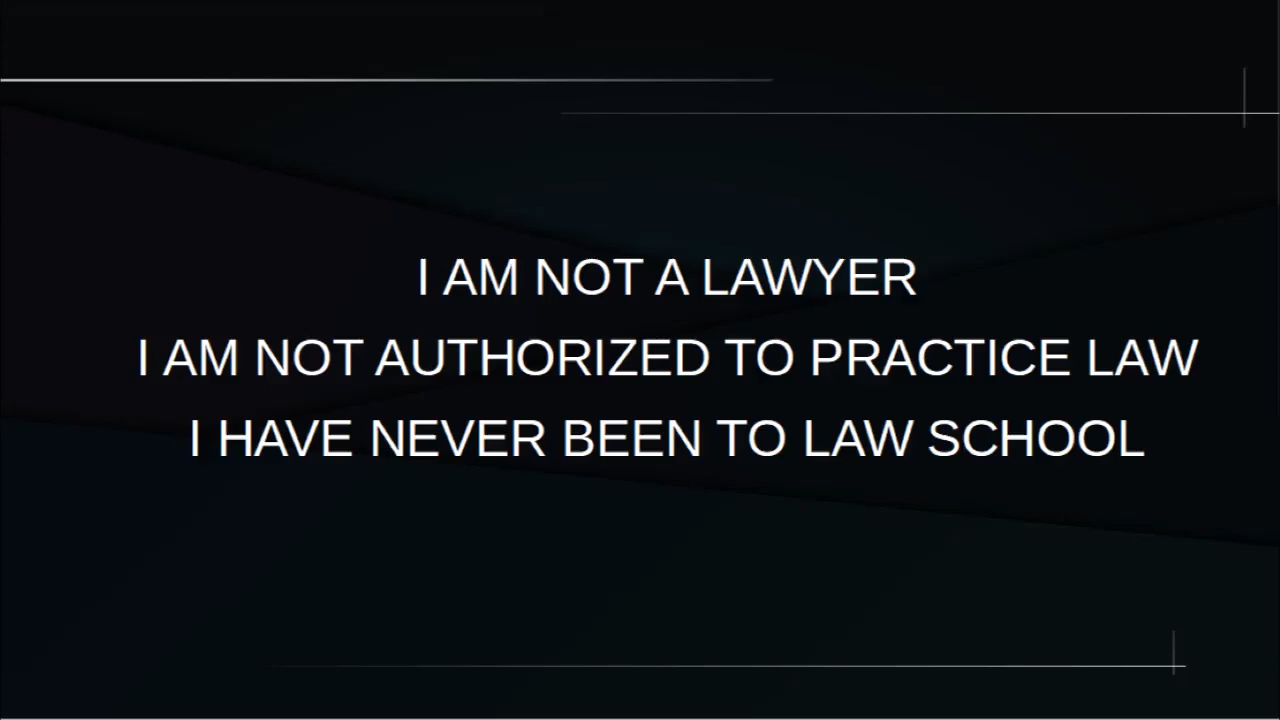 I AM NOT A LAWYER
I AM NOT AUTHORIZED TO PRACTICE LAW
I HAVE NEVER BEEN TO LAW SCHOOL